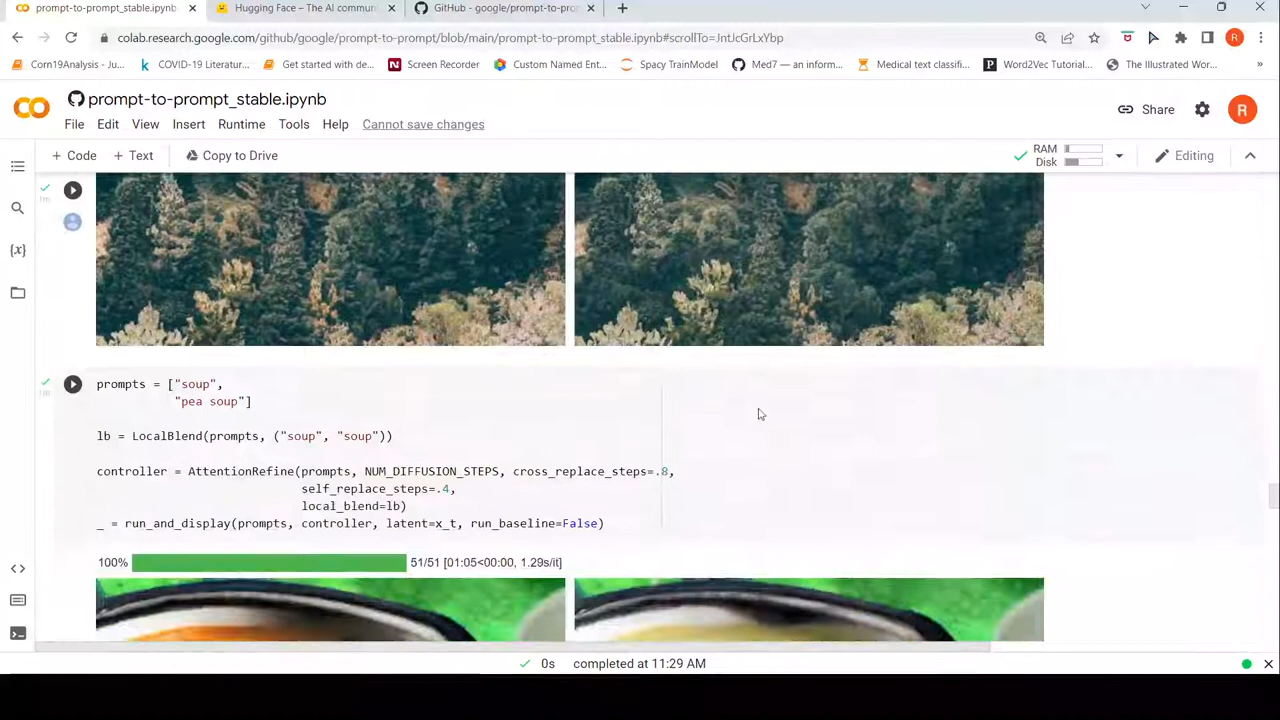 prompt-to-prompt_stable.ipynb
Hugging Face – The AI commun
GitHub - google/prompt-to-pro
colab.research.google.com/github/google/prompt-to-prompt/blob/main/prompt-to-prompt_stable.ipynb#scrollTo=JntJcGrLxYbp
R
Corn19Analysis - Ju...
COVID-19 Literatur...
Get started with de...
Screen Recorder
Custom Named Ent...
Spacy TrainModel
Med7 — an inform...
Medical text classifi...
Word2Vec Tutorial...
The Illustrated Wor...
»
prompt-to-prompt_stable.ipynb
Share
R
File Edit View Insert Runtime Tools Help Cannot save changes
+ Code + Text Copy to Drive
RAM
Disk
Editing
1m
{x}
prompts = ["soup",
"pea soup"]
lb = LocalBlend(prompts, ("soup", "soup"))
controller = AttentionRefine(prompts, NUM_DIFFUSION_STEPS, cross_replace_steps=.8,
self_replace_steps=.4,
local_blend=lb)
_ = run_and_display(prompts, controller, latent=x_t, run_baseline=False)
100% 51/51 [01:05<00:00, 1.29s/it]
0s completed at 11:29 AM